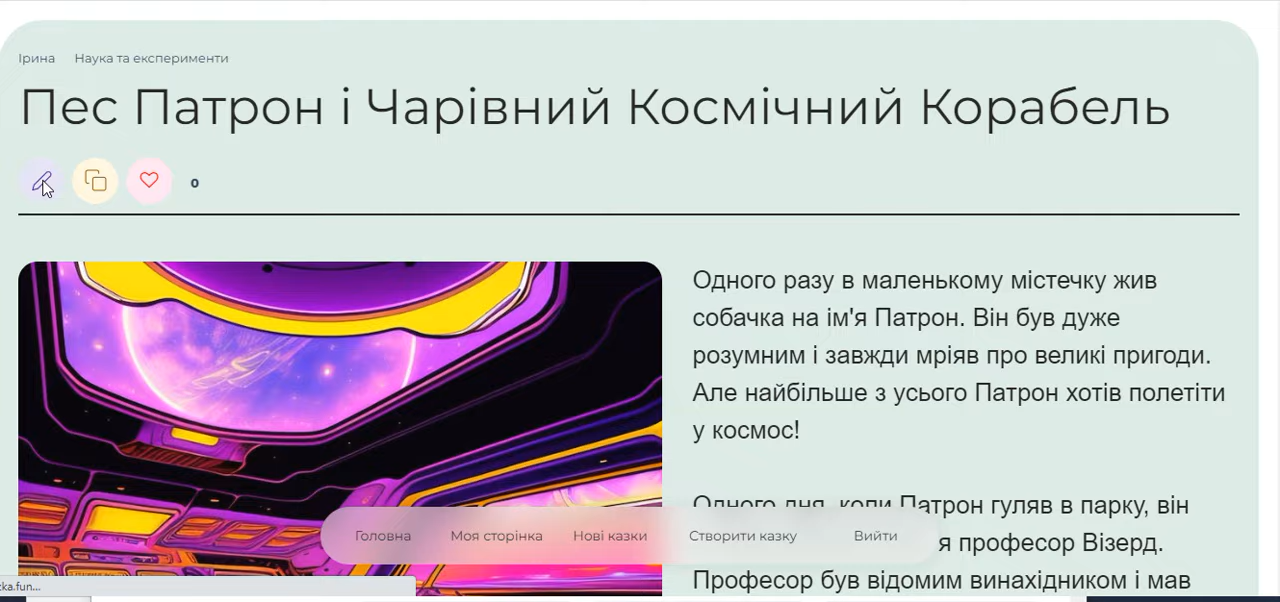 Ірина Наука та експерименти
Пес Патрон і Чарівний Космічний Корабель
0
Одного разу в маленькому містечку жив
собачка на ім'я Патрон. Він був дуже
розумним і завжди мріяв про великі пригоди.
Але найбільше з усього Патрон хотів полетіти
у космос!
Одного дня, коли Патрон гуляв в парку, він
я професор Візерд.
Професор був відомим винахідником і мав
Головна Моя сторінка Нові казки Створити казку Вийти
ka.fun...